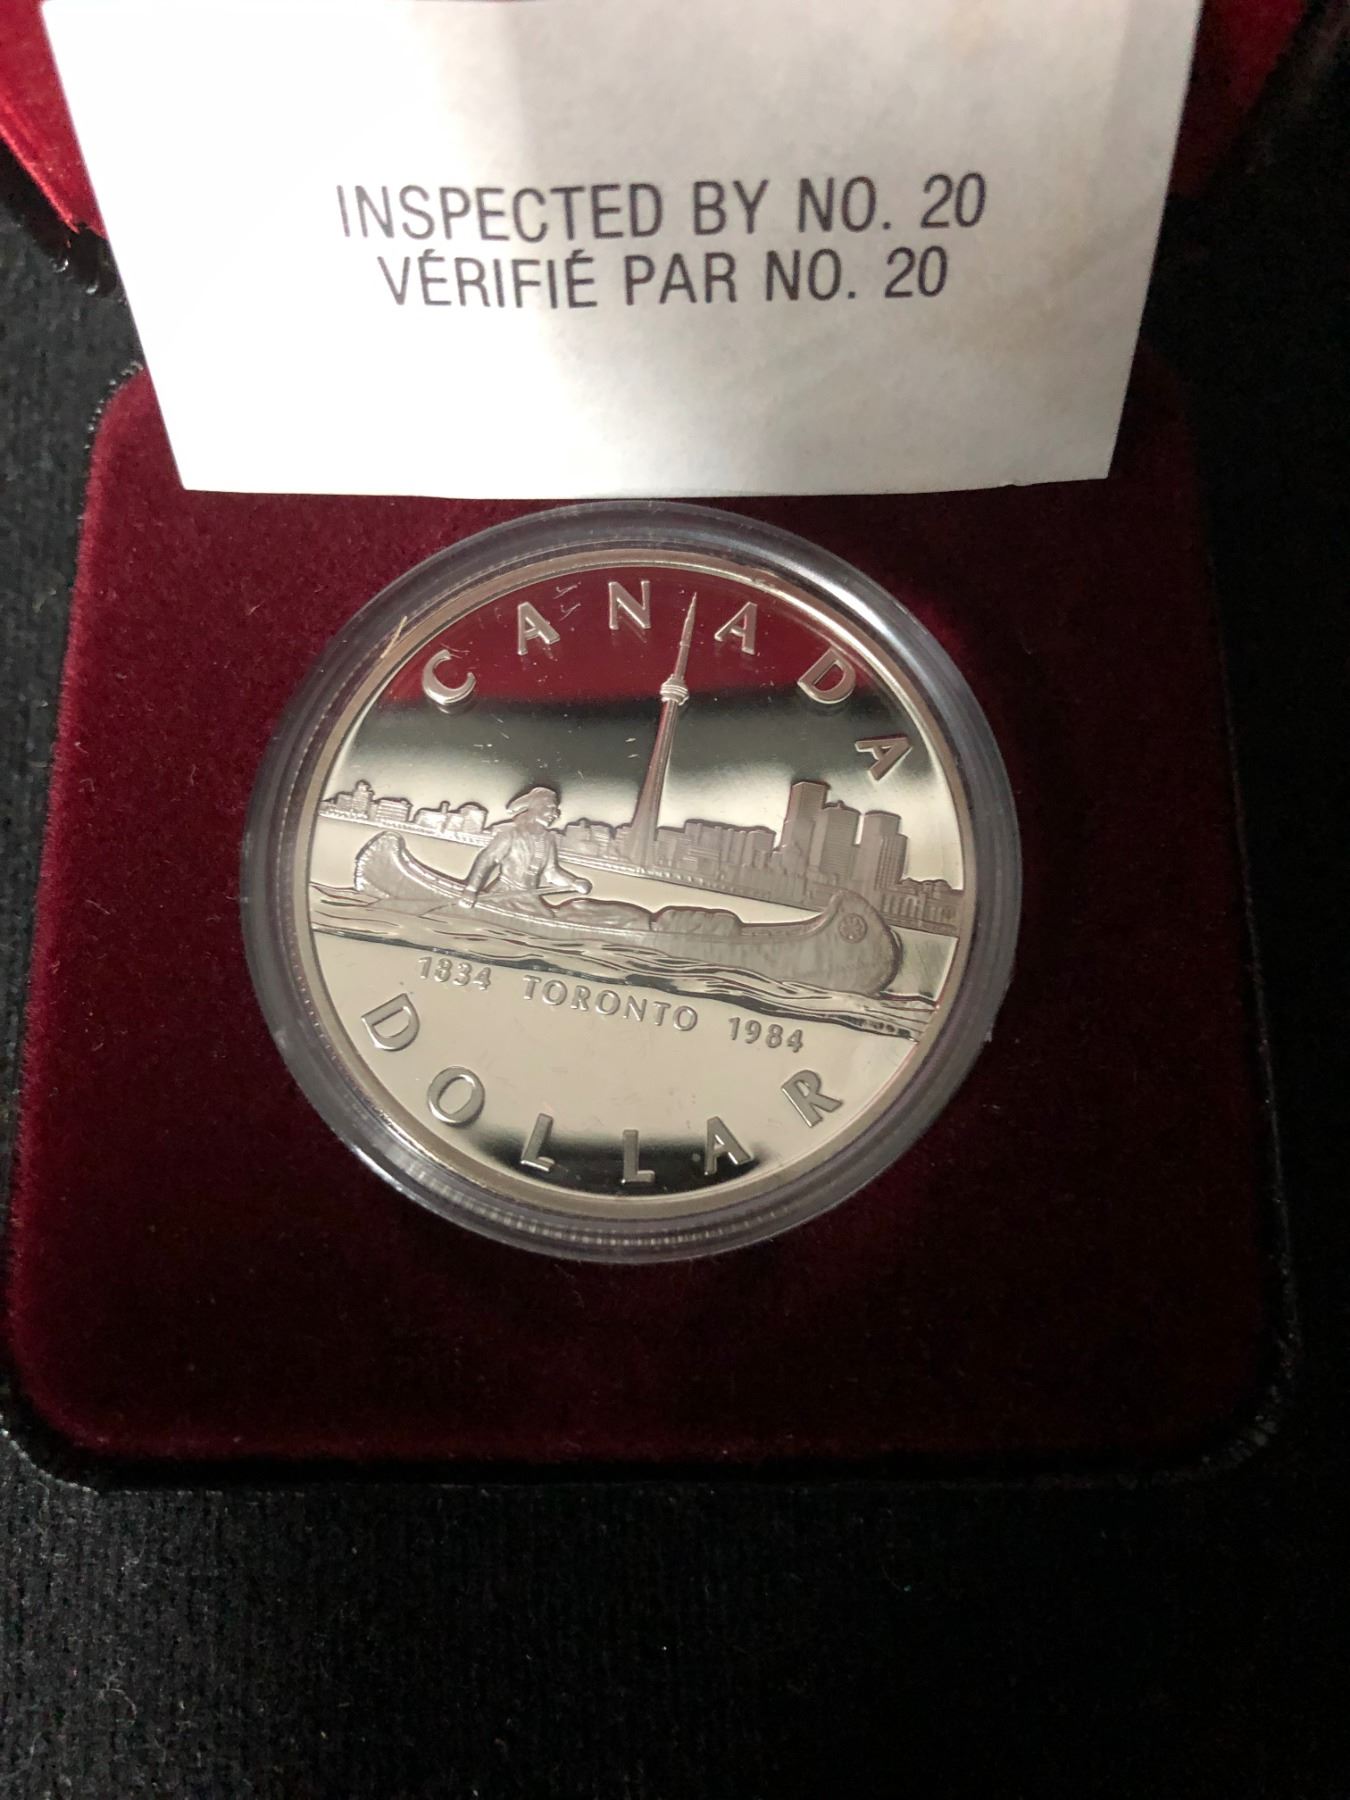 INSPECTED BY NO. 20
VÉRIFIÉ PAR NO. 20
CANADA
1834 TORONTO 1984
DOLLAR